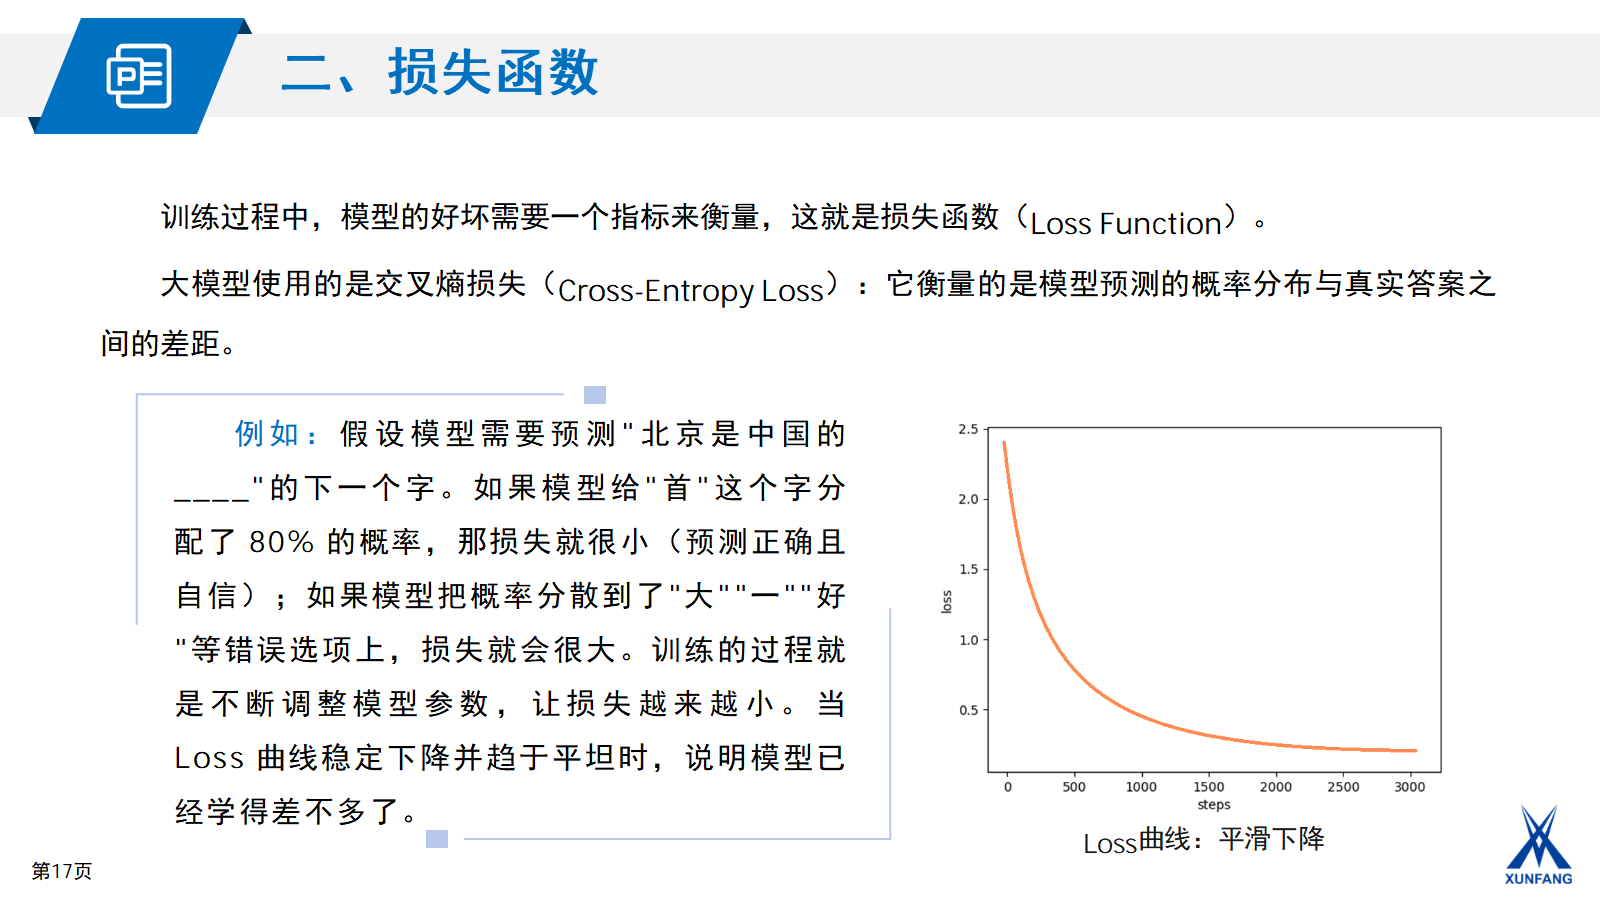 二、损失函数
训练过程中，模型的好坏需要一个指标来衡量，这就是损失函数（Loss Function）。
大模型使用的是交叉熵损失（Cross-Entropy Loss）：它衡量的是模型预测的概率分布与真实答案之
间的差距。
例如：假设模型需要预测"北京是中国的
____"的下一个字。如果模型给"首"这个字分
配了 80% 的概率，那损失就很小（预测正确且
自信）；如果模型把概率分散到了"大""一""好
"等错误选项上，损失就会很大。训练的过程就
是不断调整模型参数，让损失越来越小。当
Loss 曲线稳定下降并趋于平坦时，说明模型已
经学得差不多了。
2.5
2.0
1.5
1.0
0.5
loss
0 500 1000 1500 2000 2500 3000
steps
Loss曲线：平滑下降
第17页
XUNFANG